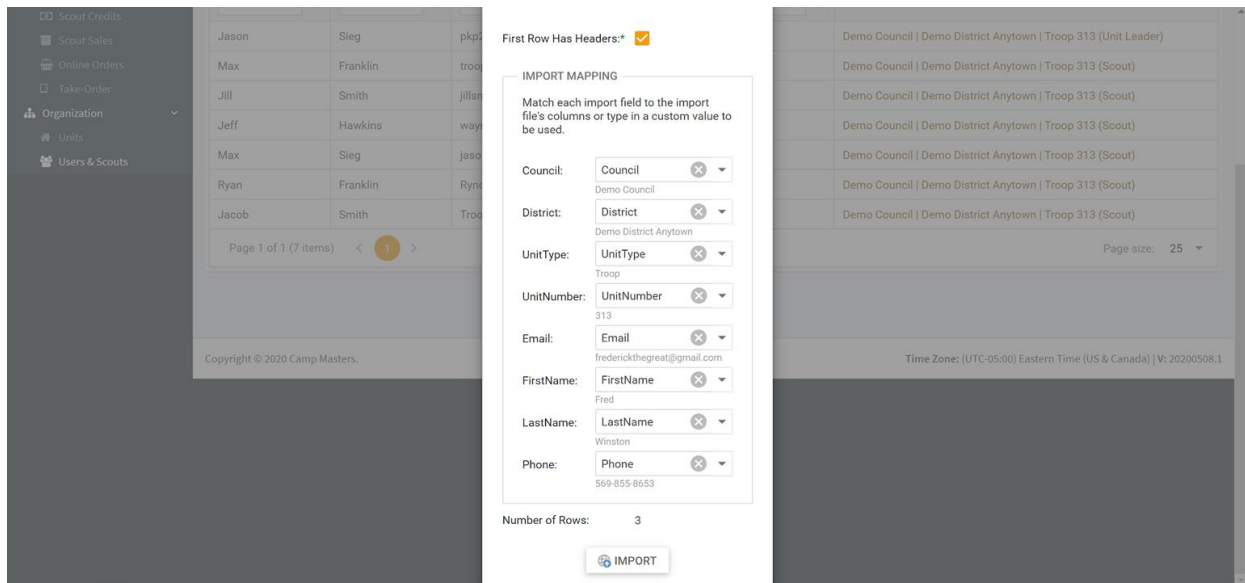 Scout Credits
Scout Sales
Online Orders
Take-Order
Organization
Units
Users & Scouts
Jason Sieg pkp2 Demo Council | Demo District Anytown | Troop 313 (Unit Leader)
Max Franklin troo Demo Council | Demo District Anytown | Troop 313 (Scout)
Jill Smith jillsn Demo Council | Demo District Anytown | Troop 313 (Scout)
Jeff Hawkins wayn Demo Council | Demo District Anytown | Troop 313 (Scout)
Max Sieg jaso Demo Council | Demo District Anytown | Troop 313 (Scout)
Ryan Franklin Rync Demo Council | Demo District Anytown | Troop 313 (Scout)
Jacob Smith Troo Demo Council | Demo District Anytown | Troop 313 (Scout)
Page 1 of 1 (7 items) < 1 > Page size: 25
Copyright © 2020 Camp Masters. Time Zone: (UTC-05:00) Eastern Time (US & Canada) | V: 20200508.1
First Row Has Headers:*
IMPORT MAPPING
Match each import field to the import
file's columns or type in a custom value to
be used.
Council: Council
Demo Council
District: District
Demo District Anytown
UnitType: UnitType
Troop
UnitNumber: UnitNumber
313
Email: Email
frederickthegreat@gmail.com
FirstName: FirstName
Fred
LastName: LastName
Winston
Phone: Phone
569-855-8653
Number of Rows: 3
IMPORT